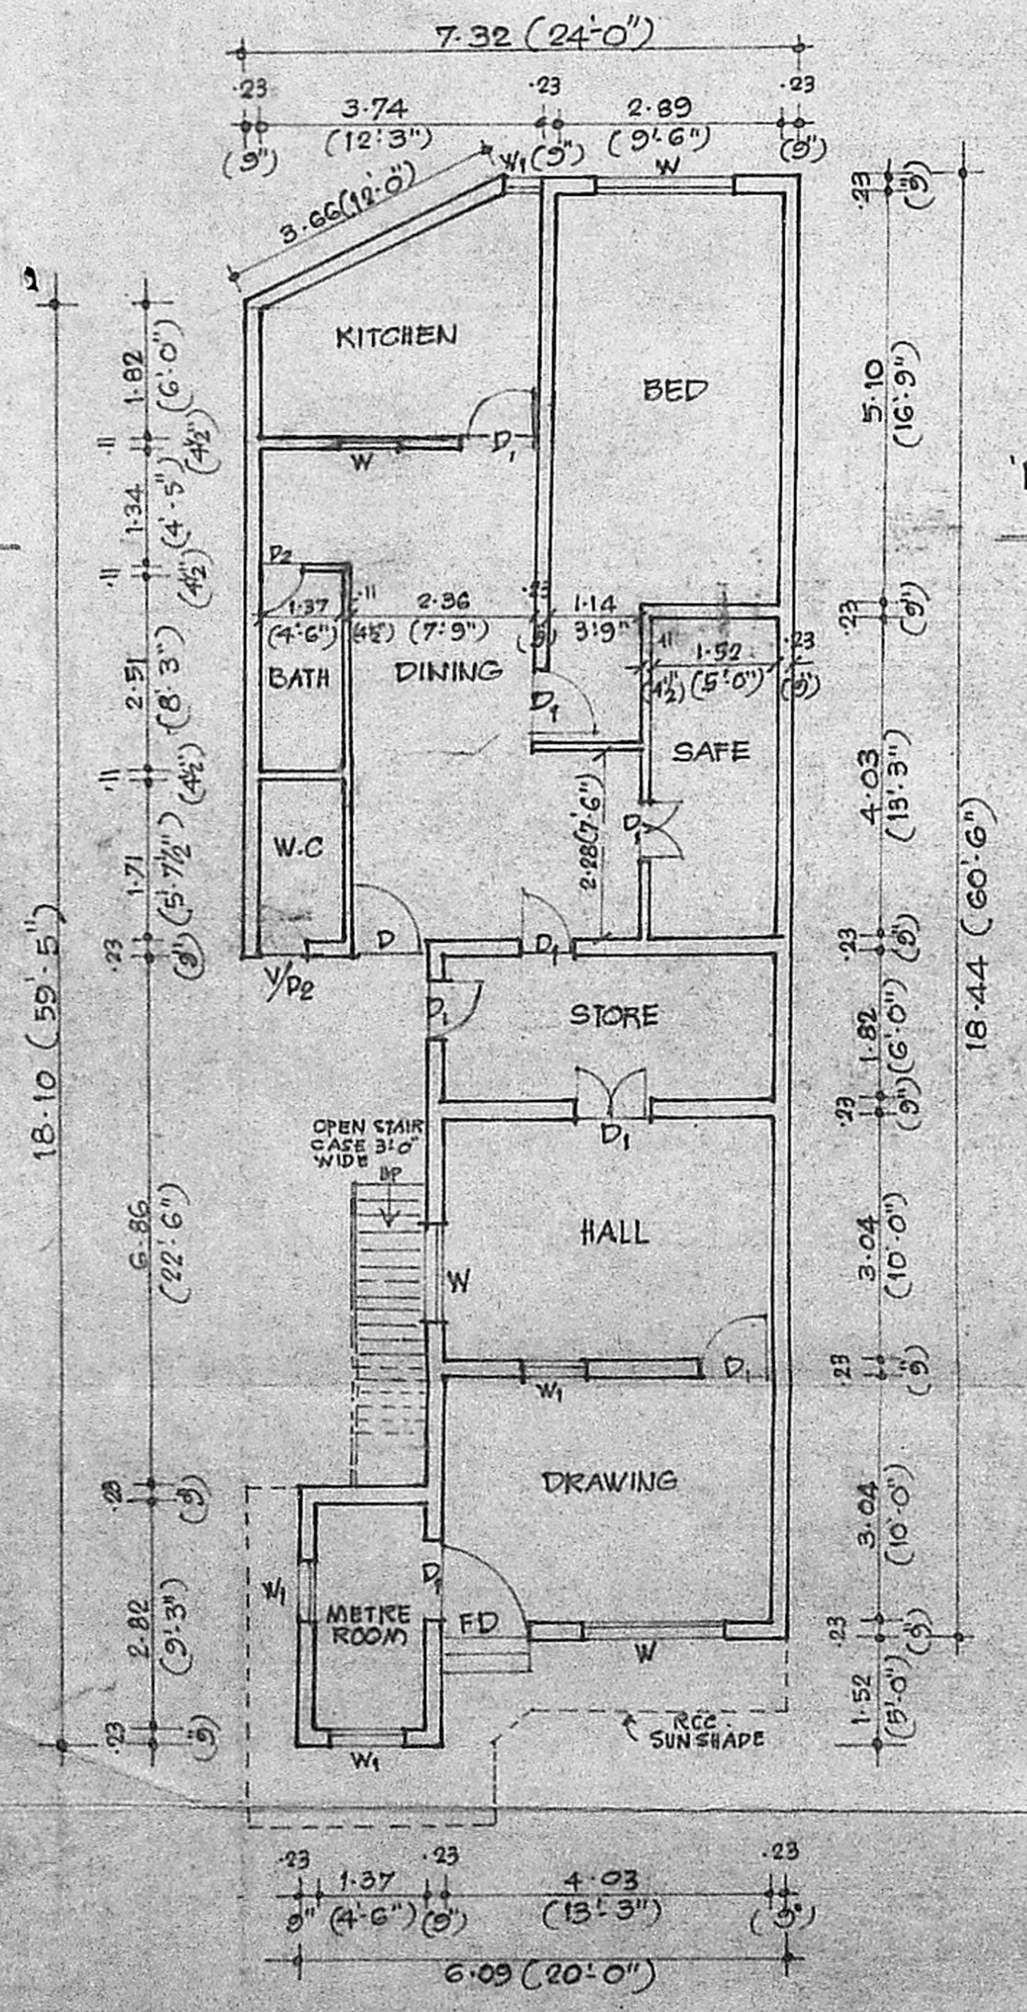 7.32 (24'-0")
.23 .23 .23
3.74 2.89
(12'-3") (9'-6")
(9") (9") (9")
W1 W
3.66(12'-0")
.23
(9")
KITCHEN
BED
1.82
(6'-0")
5.10
(16'-9")
D1
W
.11
(4½")
1.34
(4'-5")
D2
.11
(4½")
1.37 .11 2.36 .23 1.14
(4'-6") (4½") (7'-9") (9") 3'9"
.23
(9")
.11 1.52 .23
(4½") (5'-0") (9")
BATH
DINING
D1
SAFE
2.51
(8'-3")
.11
(4½")
4.03
(13'-3")
2.28(7'-6")
D1
W.C
1.71
(5'-7½")
D D1
.23
(9")
.23
(9")
V/D2
18.10 (59'-5")
18.44 (60'-6")
D1
STORE
1.82
(6'-0")
.23
(9")
D1
OPEN STAIR
CASE 3'0"
WIDE
UP
HALL
W
6.86
(22'-6")
3.04
(10'-0")
W1 D1
.23
(9")
DRAWING
3.04
(10'-0")
.23
(9")
W1
METRE
ROOM
D1
FD
W
2.82
(9'-3")
.23
(9")
1.52
(5'-0")
RCC.
SUNSHADE
.23
(9")
W1
.23 .23 .23
1.37 4.03
9" (4'-6") (9") (13'-3") (9")
6.09 (20'-0")